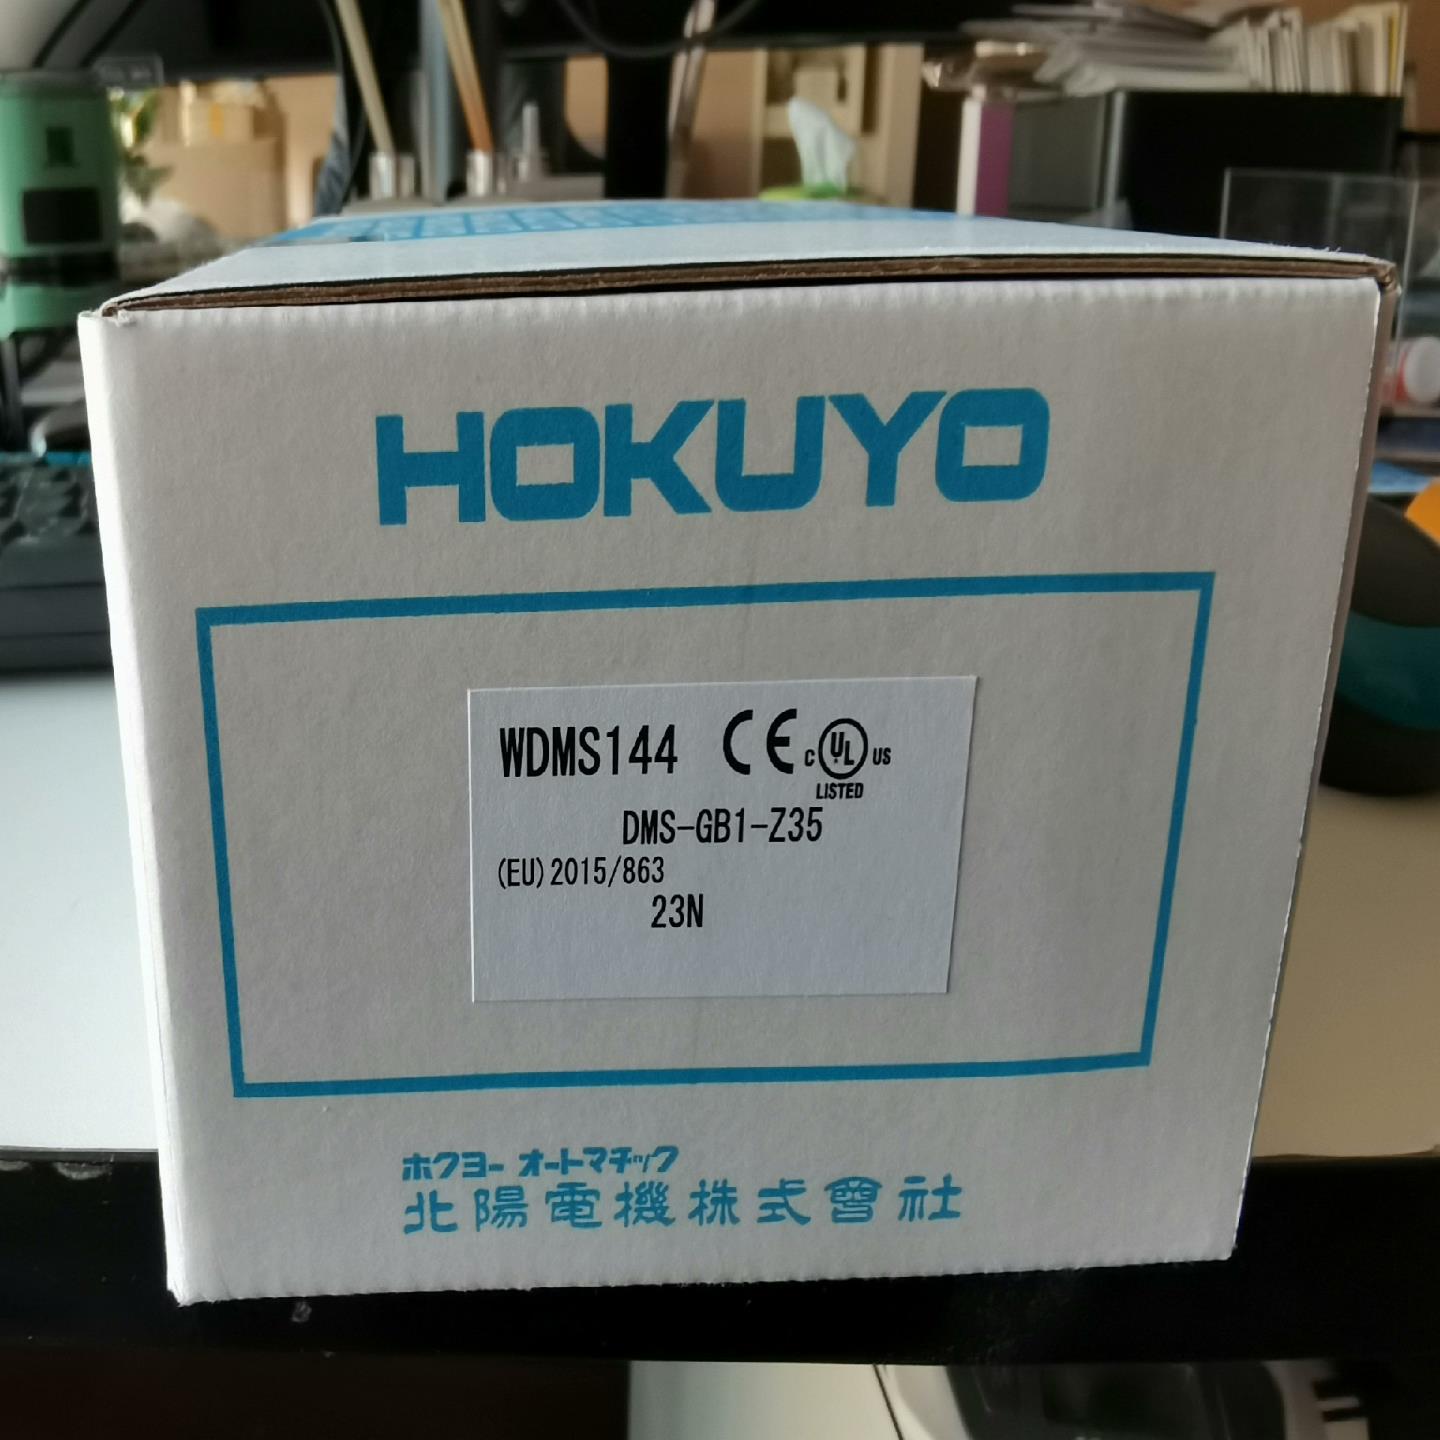 HOKUYO
WDMS144 CE C UL US
LISTED
DMS-GB1-Z35
(EU)2015/863
23N
ホクヨー オートマチック
北陽電機株式會社